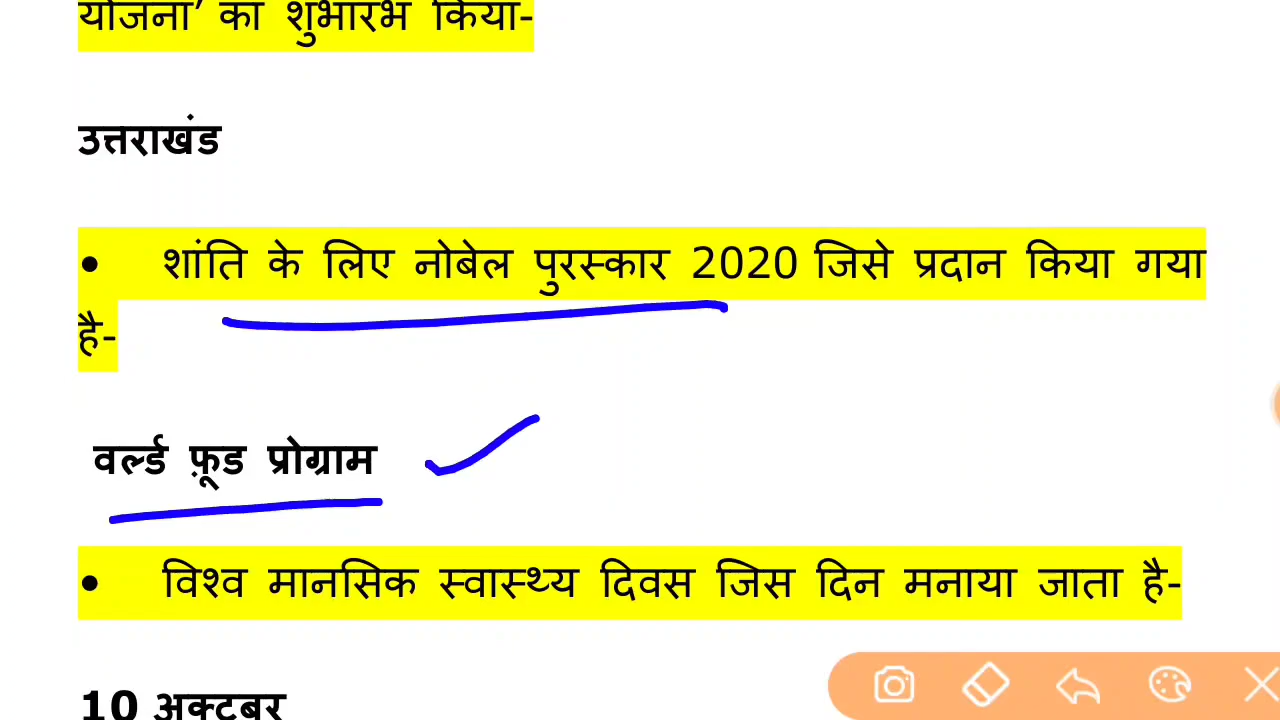 योजना’ का शुभारंभ किया-
उत्तराखंड
• शांति के लिए नोबेल पुरस्कार 2020 जिसे प्रदान किया गया
है-
वर्ल्ड फ़ूड प्रोग्राम
• विश्व मानसिक स्वास्थ्य दिवस जिस दिन मनाया जाता है-
10 अक्टूबर